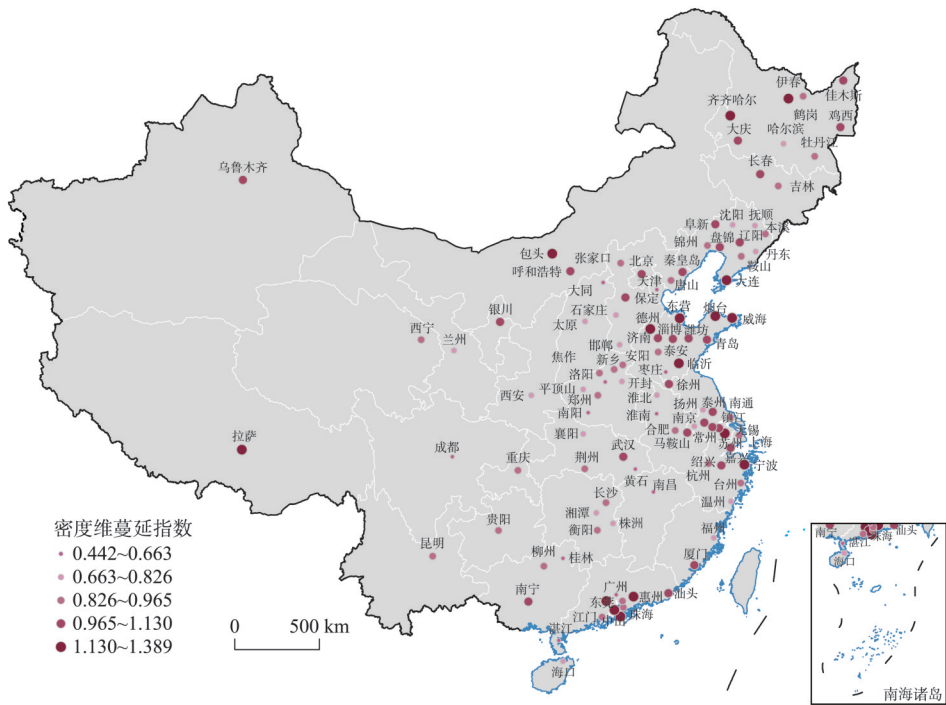 伊春
佳木斯
齐齐哈尔
鹤岗
鸡西
大庆
哈尔滨
牡丹江
乌鲁木齐
长春
吉林
沈阳
抚顺
阜新
本溪
盘锦
辽阳
锦州
丹东
包头
张家口
北京
秦皇岛
鞍山
呼和浩特
天津
唐山
大连
大同
保定
石家庄
东营
烟台
银川
太原
德州
威海
西宁
济南
淄博
潍坊
兰州
邯郸
青岛
焦作
新乡
安阳
泰安
洛阳
枣庄
临沂
平顶山
开封
徐州
西安
郑州
淮北
扬州
泰州
南通
南阳
淮南
南京
镇江
襄阳
合肥
常州
无锡
拉萨
马鞍山
苏州
上海
成都
武汉
嘉兴
重庆
荆州
绍兴
宁波
黄石
南昌
杭州
台州
长沙
温州
湘潭
株洲
贵阳
衡阳
福州
昆明
柳州
桂林
厦门
南宁
广州
惠州
汕头
东莞
江门
中山
珠海
湛江
海口
密度维蔓延指数
0.442~0.663
0.663~0.826
0.826~0.965
0.965~1.130
1.130~1.389
0
500 km
南宁
汕头
珠海
湛江
海口
南海诸岛